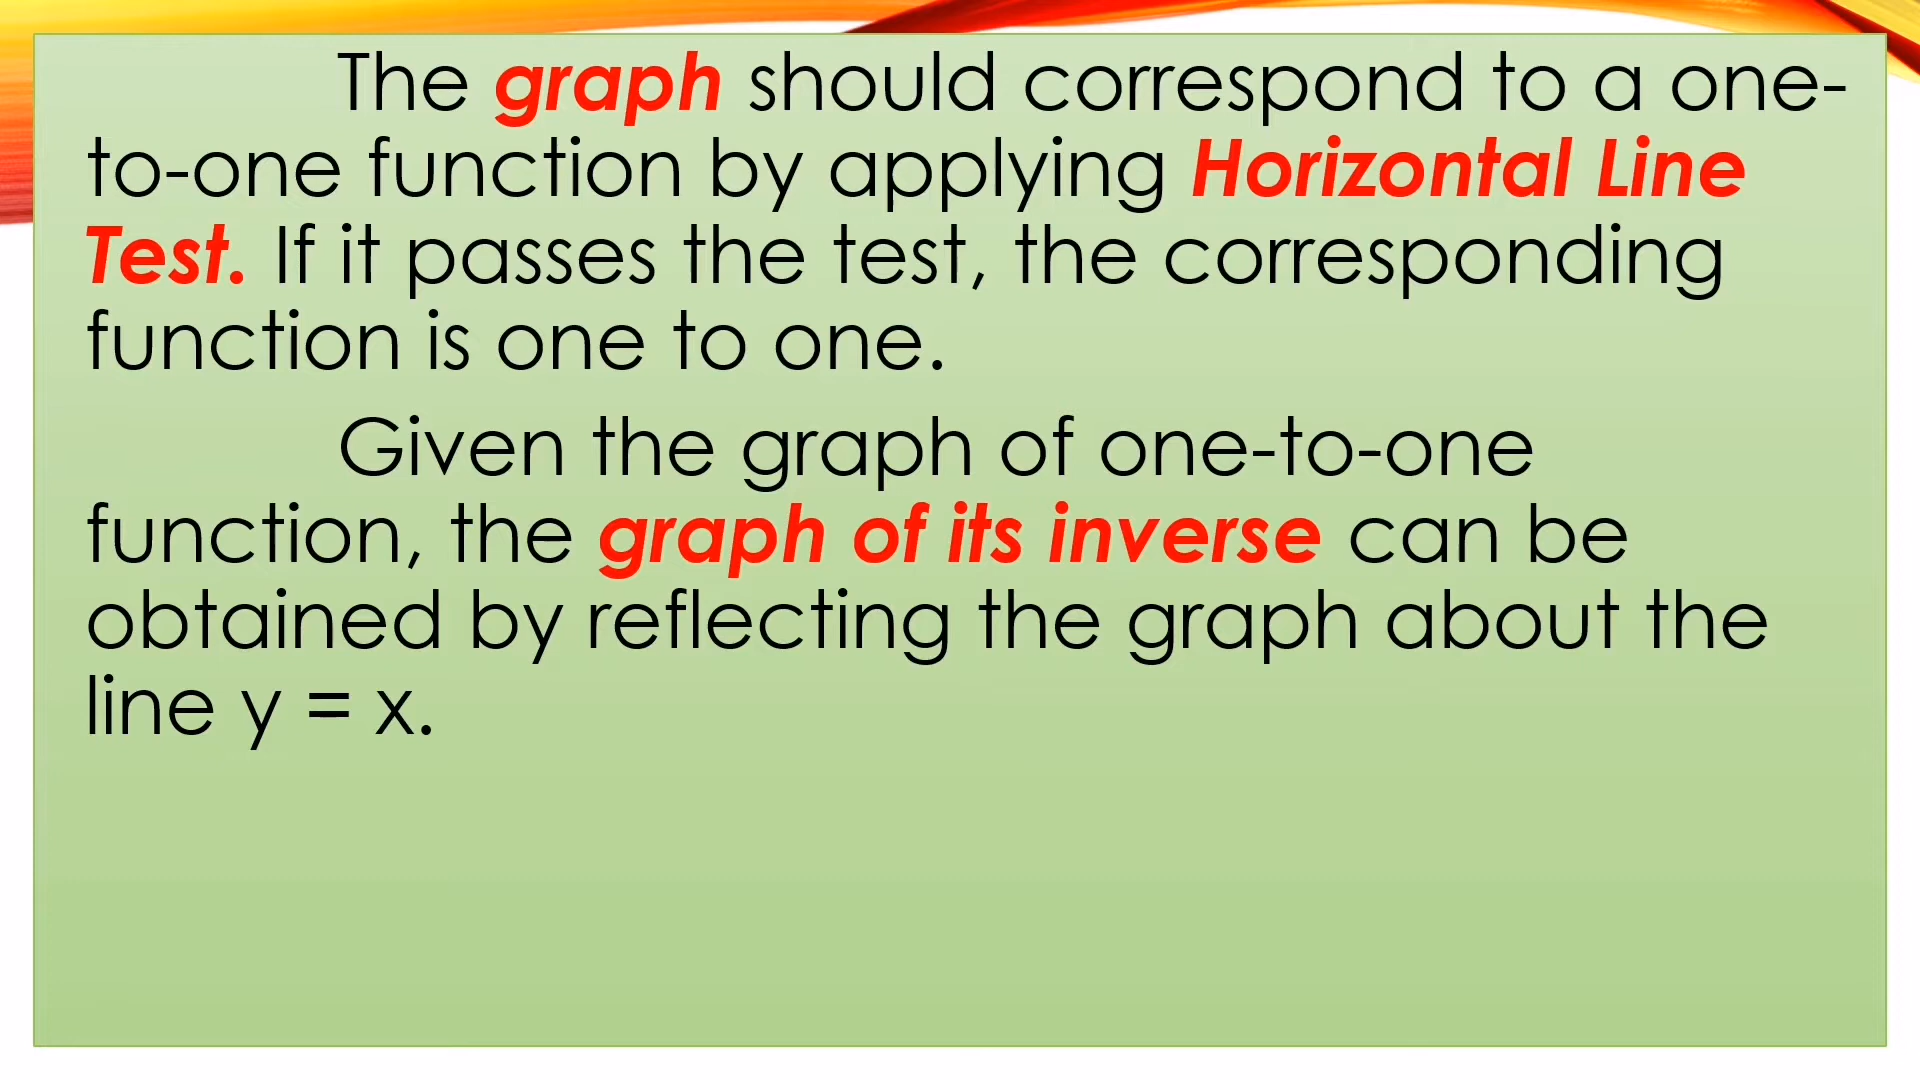 The graph should correspond to a one-
to-one function by applying Horizontal Line
Test. If it passes the test, the corresponding
function is one to one.
Given the graph of one-to-one
function, the graph of its inverse can be
obtained by reflecting the graph about the
line y = x.